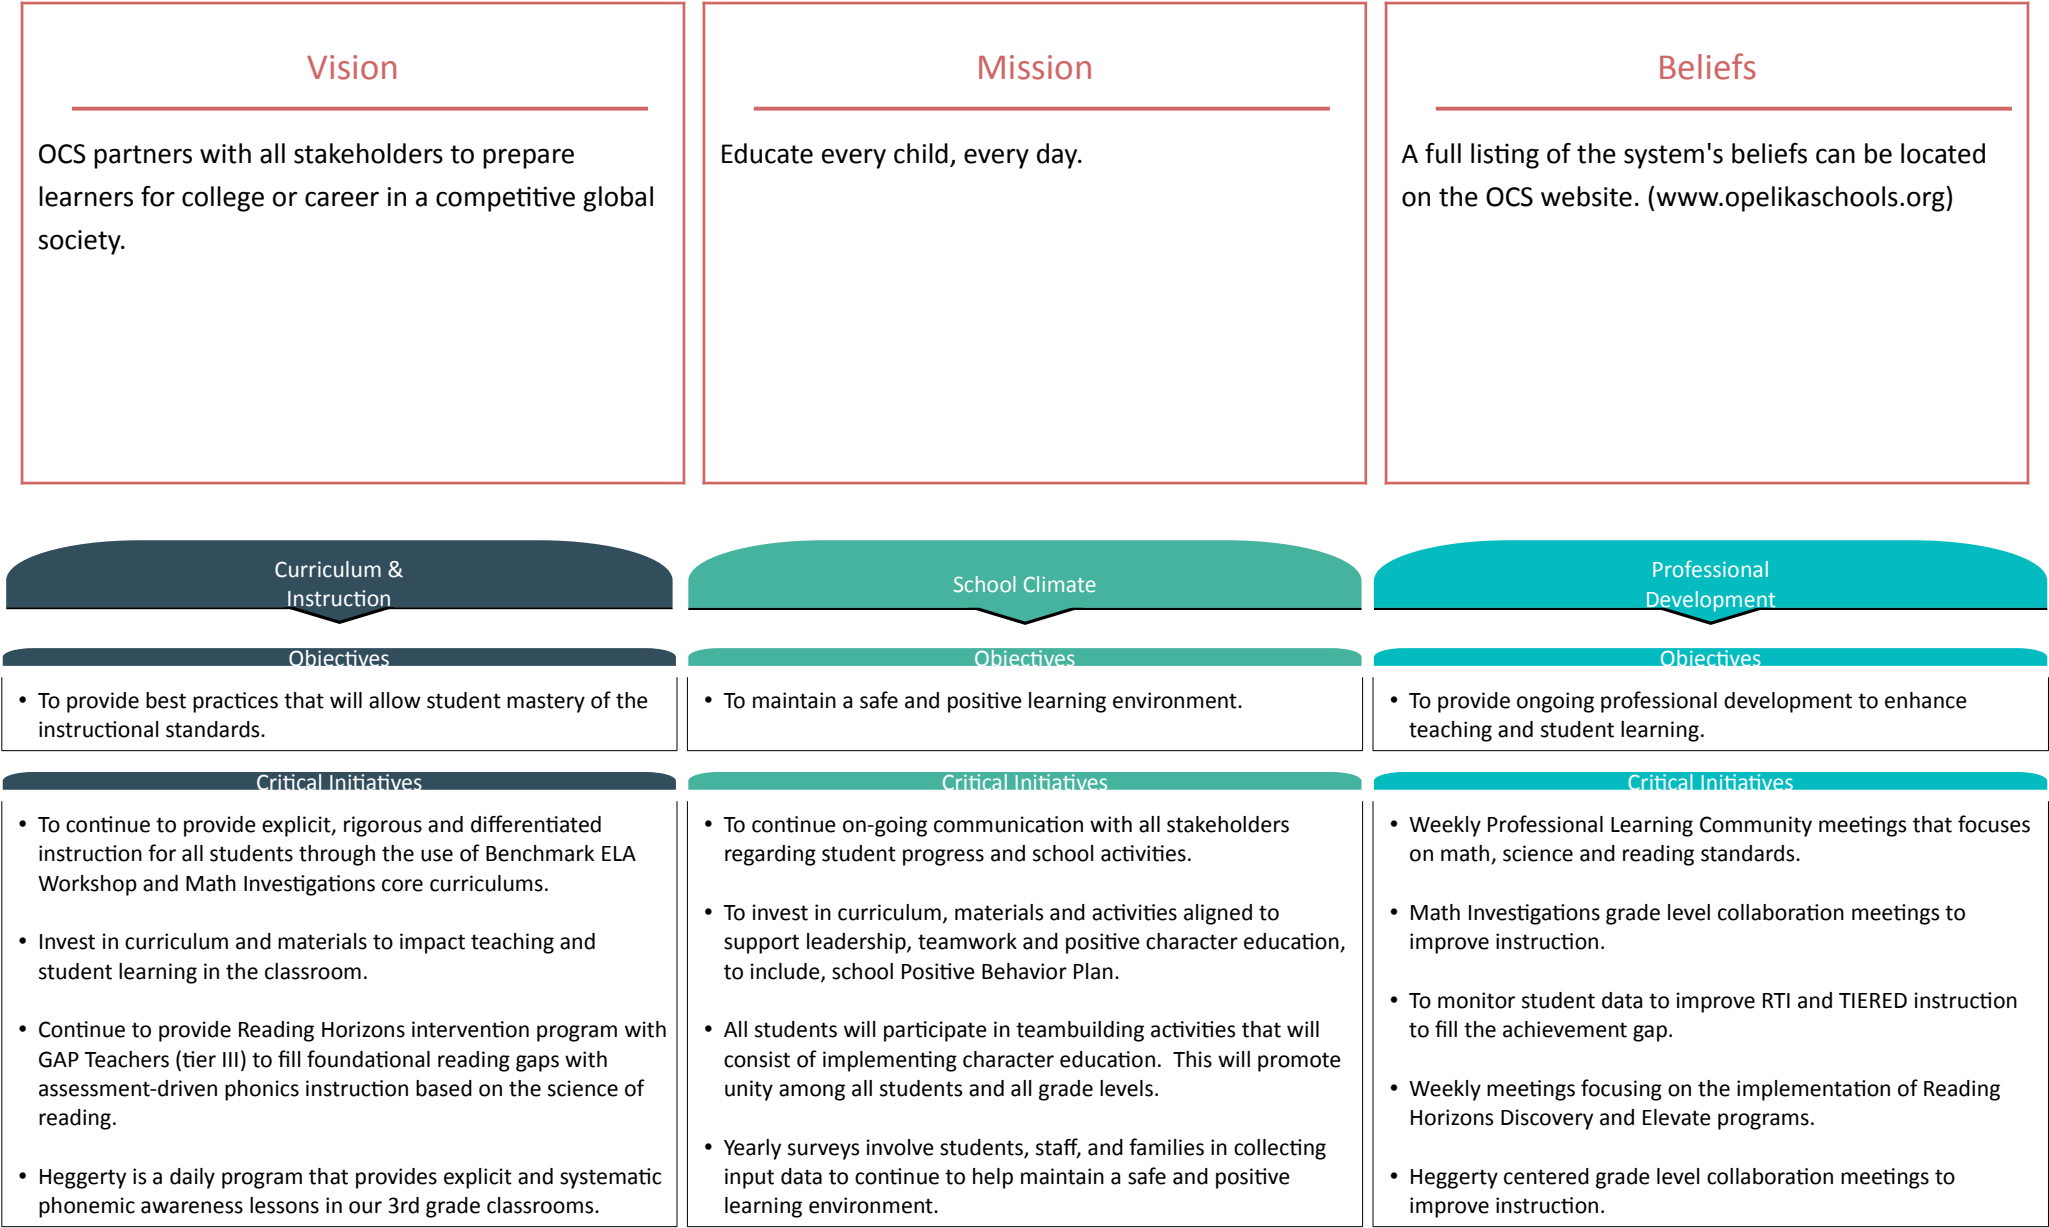 Vision
OCS partners with all stakeholders to prepare
learners for college or career in a competitive global
society.
Mission
Educate every child, every day.
Beliefs
A full listing of the system's beliefs can be located
on the OCS website. (www.opelikaschools.org)
Curriculum &
Instruction
Objectives
• To provide best practices that will allow student mastery of the
instructional standards.
Critical Initiatives
• To continue to provide explicit, rigorous and differentiated
instruction for all students through the use of Benchmark ELA
Workshop and Math Investigations core curriculums.
• Invest in curriculum and materials to impact teaching and
student learning in the classroom.
• Continue to provide Reading Horizons intervention program with
GAP Teachers (tier III) to fill foundational reading gaps with
assessment-driven phonics instruction based on the science of
reading.
• Heggerty is a daily program that provides explicit and systematic
phonemic awareness lessons in our 3rd grade classrooms.
School Climate
Objectives
• To maintain a safe and positive learning environment.
Critical Initiatives
• To continue on-going communication with all stakeholders
regarding student progress and school activities.
• To invest in curriculum, materials and activities aligned to
support leadership, teamwork and positive character education,
to include, school Positive Behavior Plan.
• All students will participate in teambuilding activities that will
consist of implementing character education.  This will promote
unity among all students and all grade levels.
• Yearly surveys involve students, staff, and families in collecting
input data to continue to help maintain a safe and positive
learning environment.
Professional
Development
Objectives
• To provide ongoing professional development to enhance
teaching and student learning.
Critical Initiatives
• Weekly Professional Learning Community meetings that focuses
on math, science and reading standards.
• Math Investigations grade level collaboration meetings to
improve instruction.
• To monitor student data to improve RTI and TIERED instruction
to fill the achievement gap.
• Weekly meetings focusing on the implementation of Reading
Horizons Discovery and Elevate programs.
• Heggerty centered grade level collaboration meetings to
improve instruction.